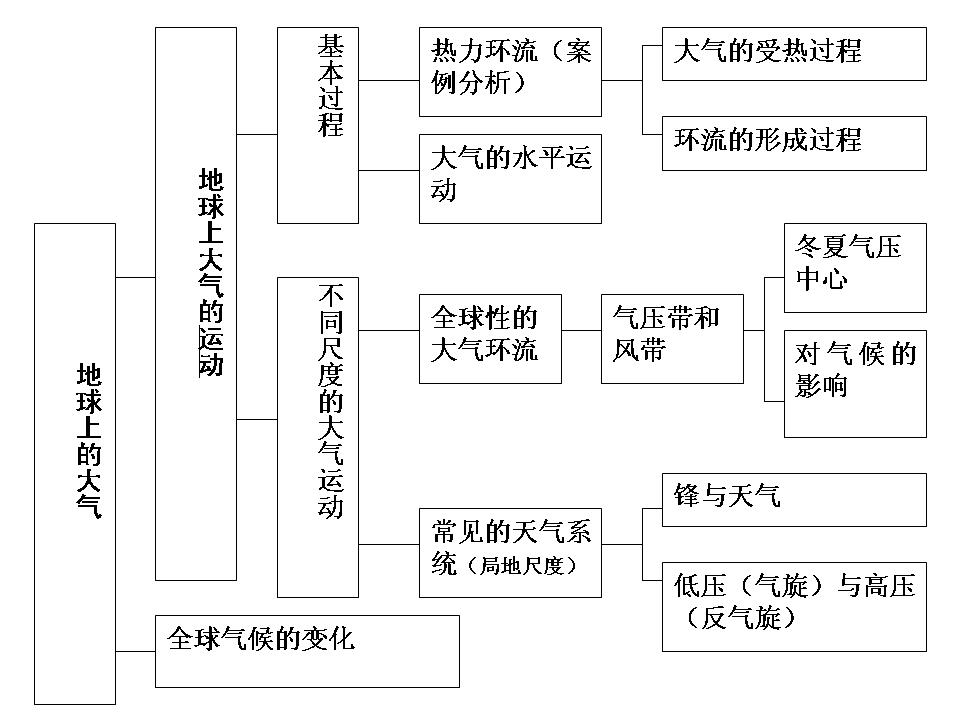 地球上的大气
地球上大气的运动
基本过程
热力环流（案
例分析）
大气的受热过程
环流的形成过程
大气的水平运
动
不同尺度的大气运动
全球性的
大气环流
气压带和
风带
冬夏气压
中心
对气候的
影响
常见的天气系
统（局地尺度）
锋与天气
低压（气旋）与高压
（反气旋）
全球气候的变化